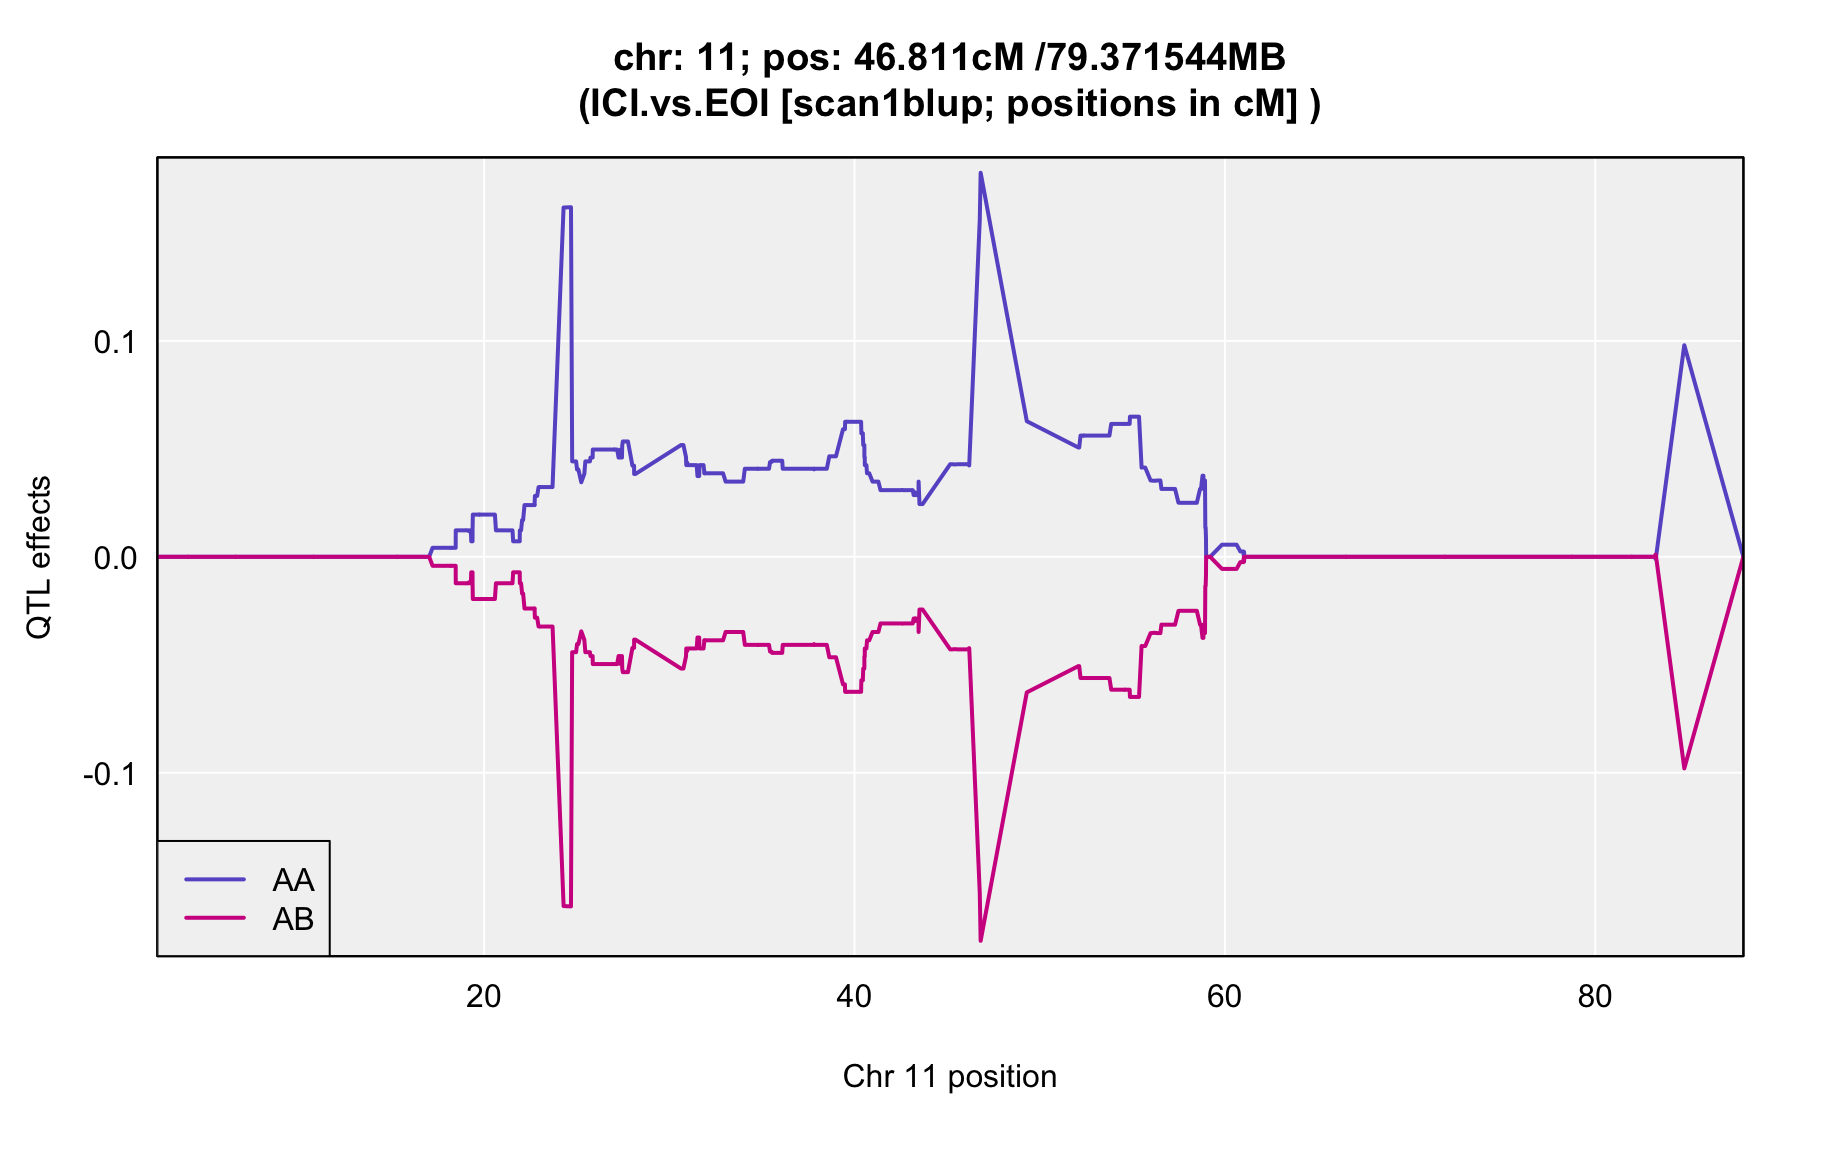 chr: 11; pos: 46.811cM /79.371544MB
(ICI.vs.EOI [scan1blup; positions in cM] )
QTL effects
0.1
0.0
-0.1
AA
AB
20 40 60 80
Chr 11 position